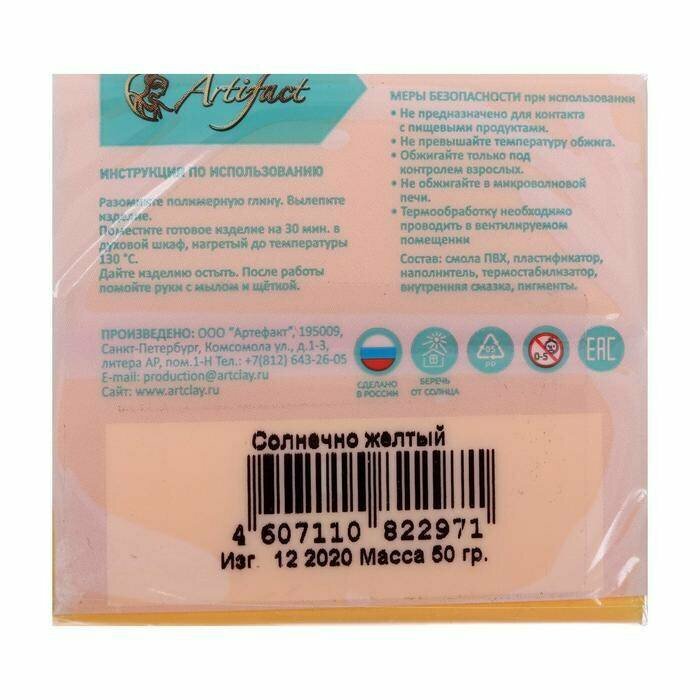 Artifact
ИНСТРУКЦИЯ ПО ИСПОЛЬЗОВАНИЮ
Разомните полимерную глину. Вылепите
изделие.
Поместите готовое изделие на 30 мин. в
духовой шкаф, нагретый до температуры
130 °С.
Дайте изделию остыть. После работы
помойте руки с мылом и щёткой.
МЕРЫ БЕЗОПАСНОСТИ при использовании
• Не предназначено для контакта
с пищевыми продуктами.
• Не превышайте температуру обжига.
• Обжигайте только под
контролем взрослых.
• Не обжигайте в микроволновой
печи.
• Термообработку необходимо
проводить в вентилируемом
помещении
Состав: смола ПВХ, пластификатор,
наполнитель, термостабилизатор,
внутренняя смазка, пигменты.
ПРОИЗВЕДЕНО: ООО "Артефакт", 195009,
Санкт-Петербург, Комсомола ул., д.1-3,
литера АР, пом.1-Н Тел.: +7(812) 643-26-05
E-mail: production@artclay.ru
Сайт: www.artclay.ru
СДЕЛАНО
В РОССИИ
БЕРЕЧЬ
ОТ СОЛНЦА
05
PP
0-5
ЕАС
Солнечно желтый
4 607110 822971
Изг. 12 2020 Масса 50 гр.